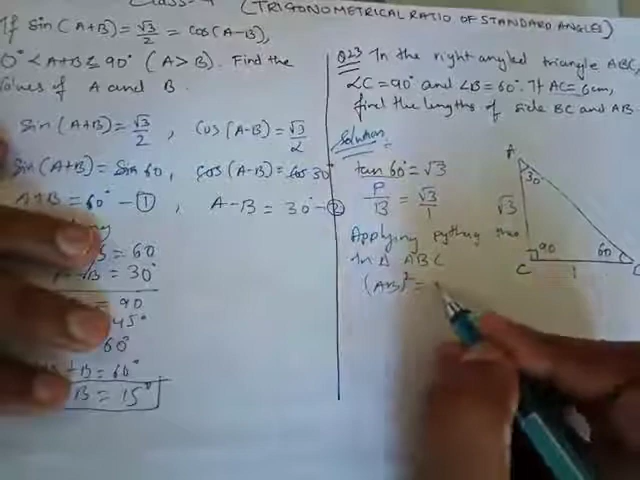 (TRIGONOMETRICAL RATIO OF STANDARD ANGLES)
If sin(A+B) = √3/2 = cos(A-B),
0° < A+B ≤ 90° (A > B). Find the
values of A and B.
sin(A+B) = √3/2 , cos(A-B) = √3/2
sin(A+B) = sin 60 , cos(A-B) = cos 30
A+B = 60° - ① , A-B = 30° - ②
= 60
B = 30°
= 90
45°
60°
+B = 60°
B = 15°
Q23 In the right angled triangle ABC,
∠C = 90° and ∠B = 60°. If AC = 6cm,
find the lengths of side BC and AB.
Solution
tan 60° = √3
P/B = √3/1
Applying pythag theo
In Δ ABC
(AB)² =
A
30°
√3
90
60
C
1